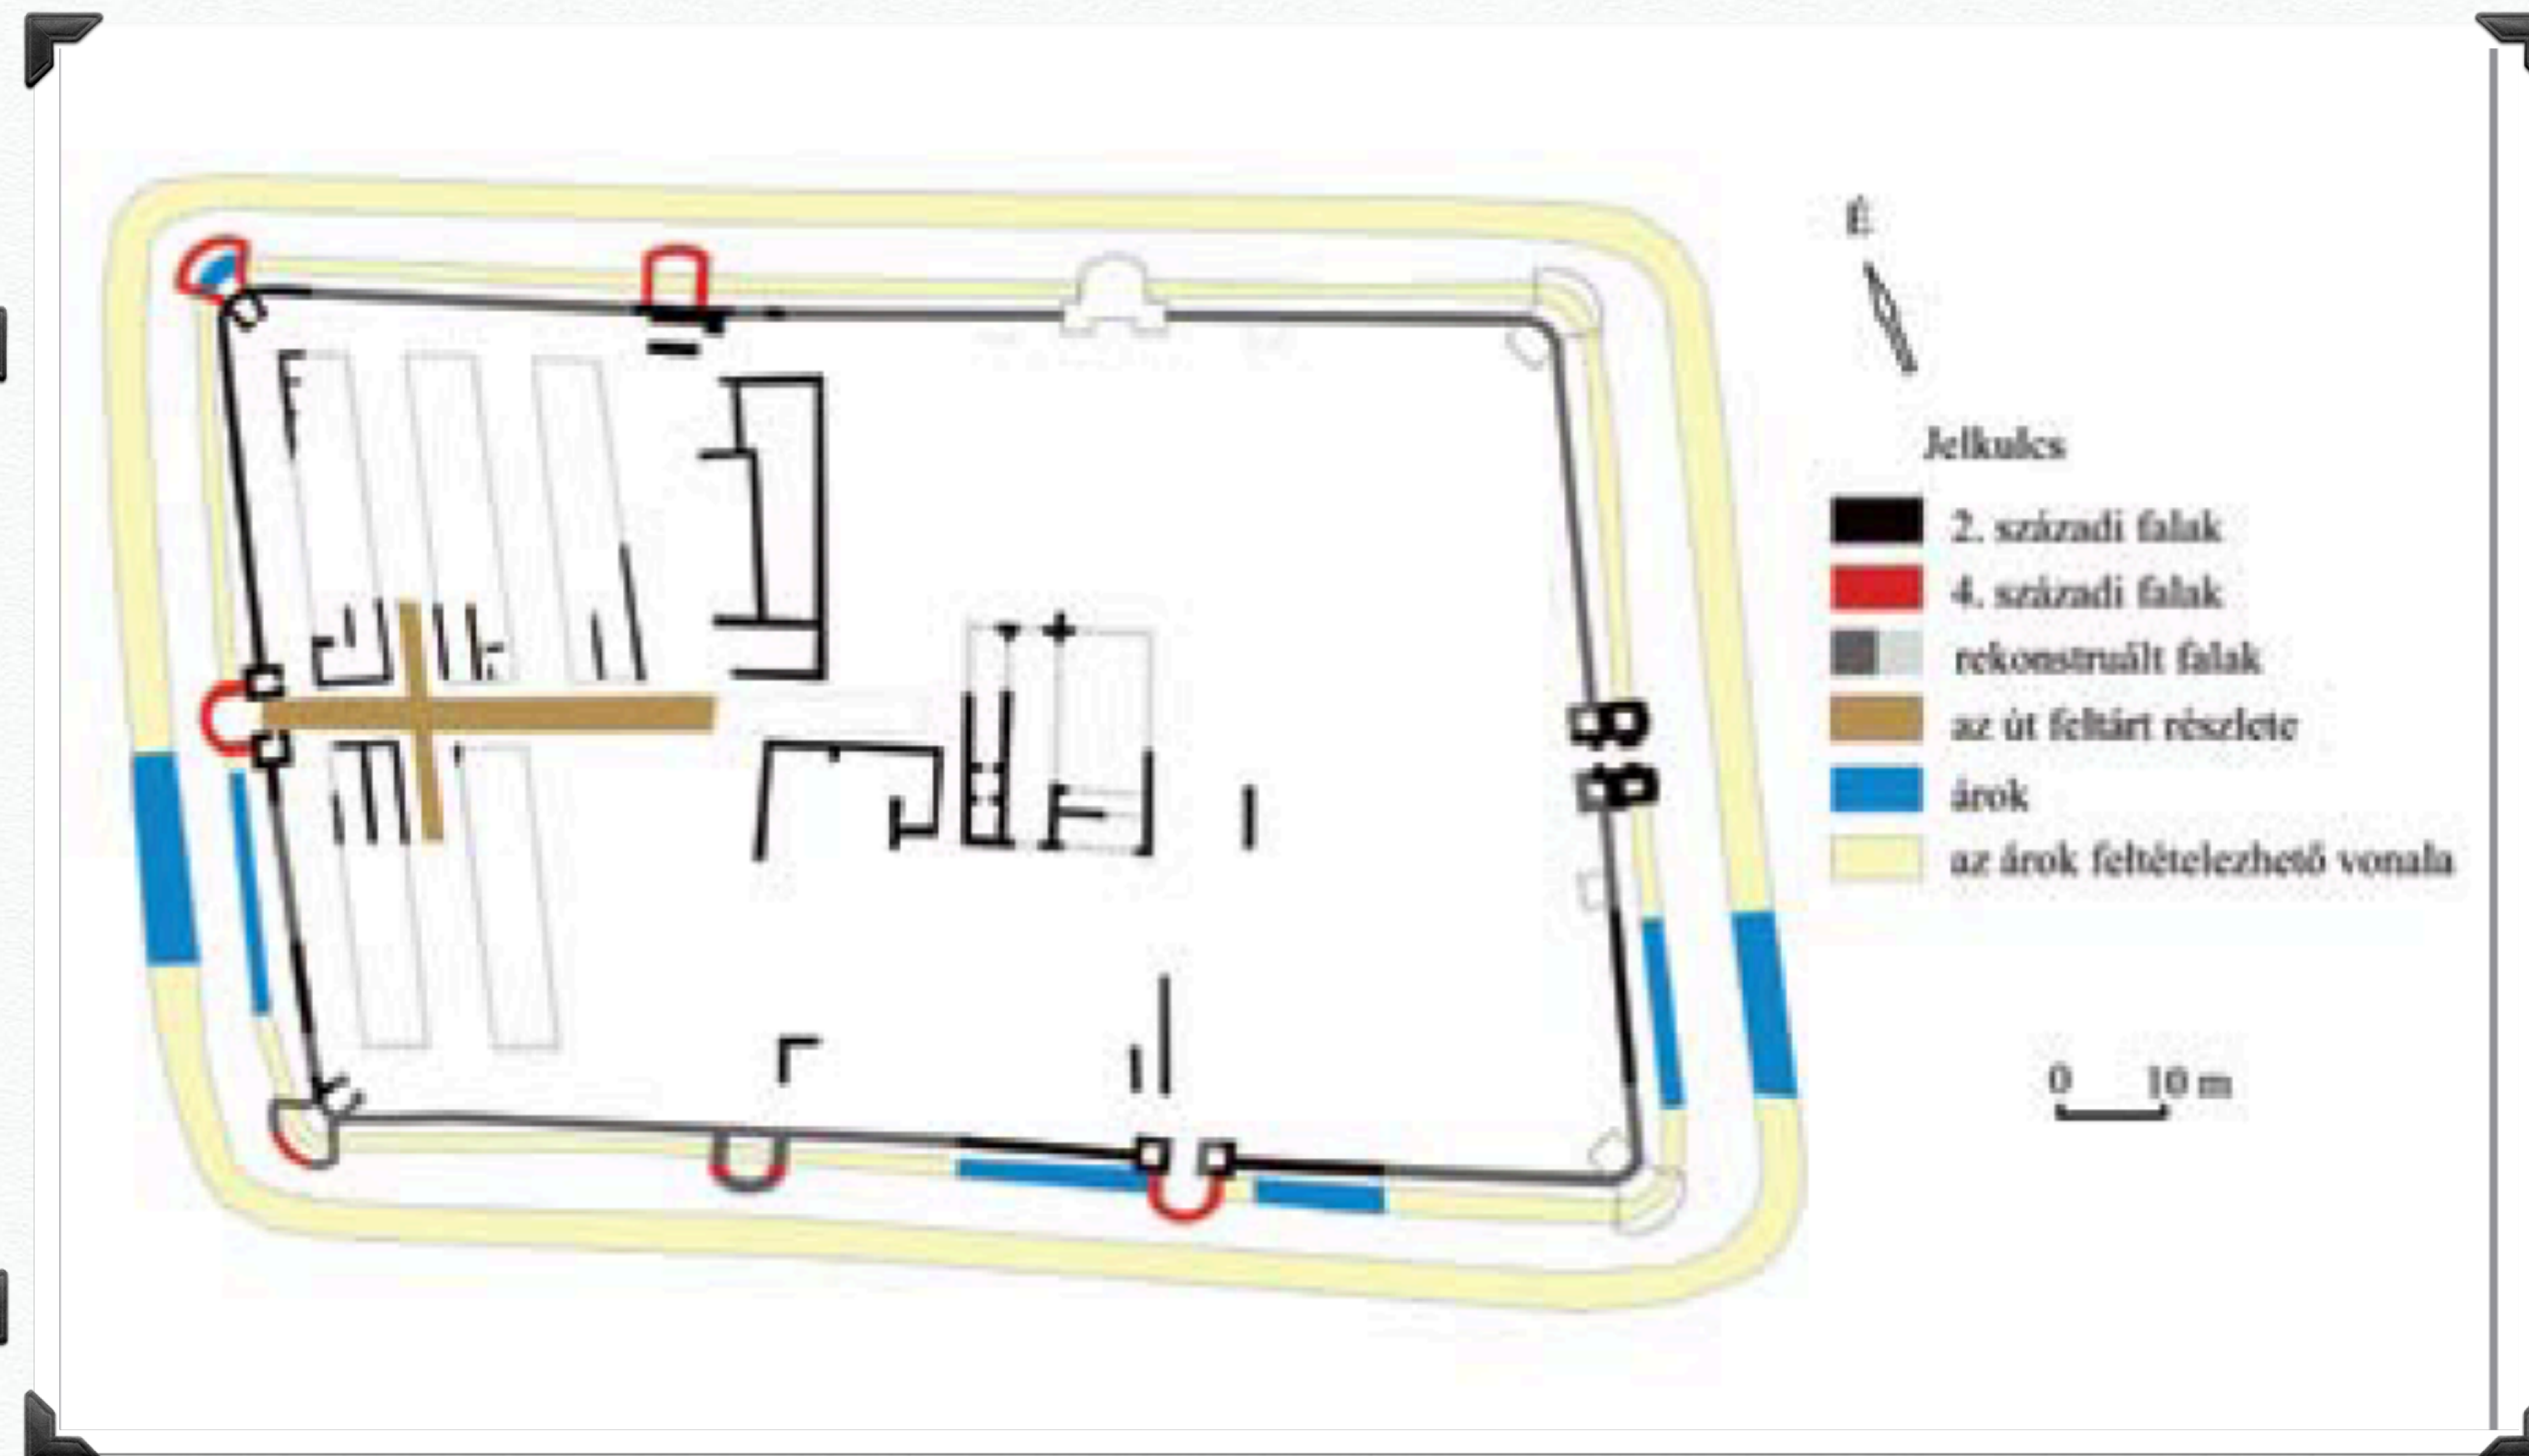 É
Jelkulcs
2. századi falak
4. századi falak
rekonstruált falak
az út feltárt részlete
árok
az árok feltételezhető vonala
0 10 m